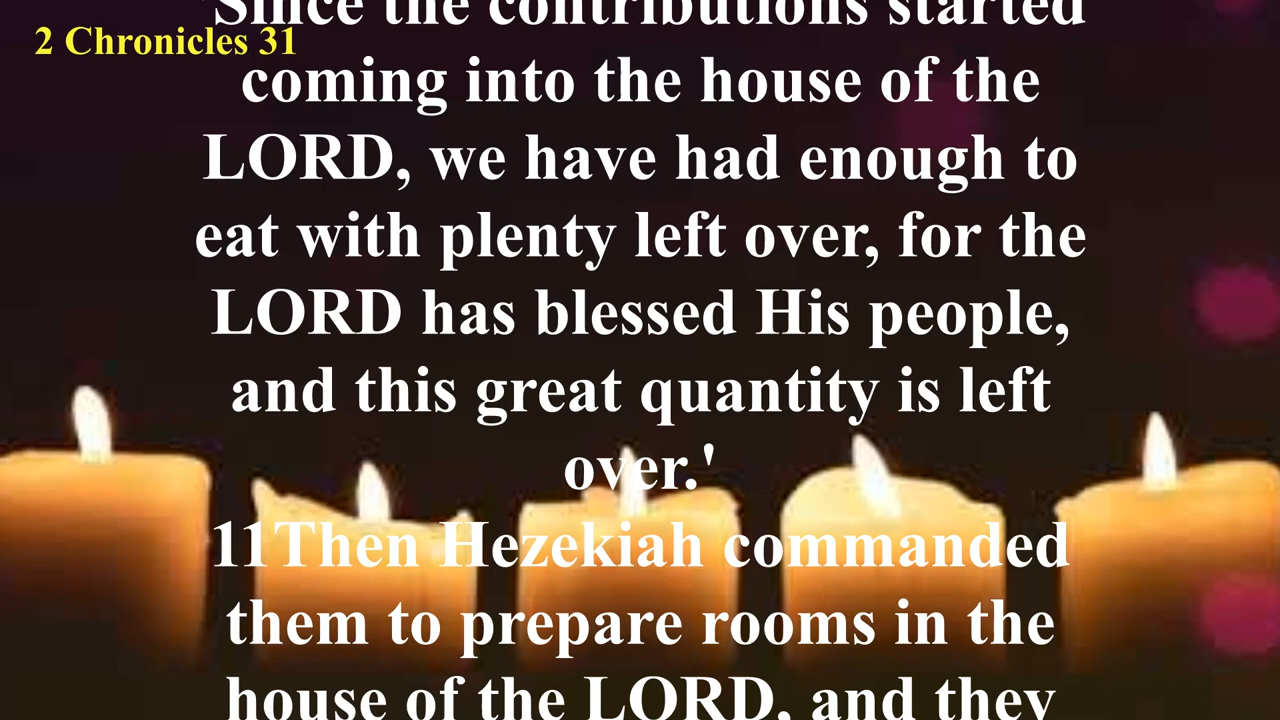 'Since the contributions started
2 Chronicles 31
coming into the house of the
LORD, we have had enough to
eat with plenty left over, for the
LORD has blessed His people,
and this great quantity is left
over.'
11Then Hezekiah commanded
them to prepare rooms in the
house of the LORD, and they